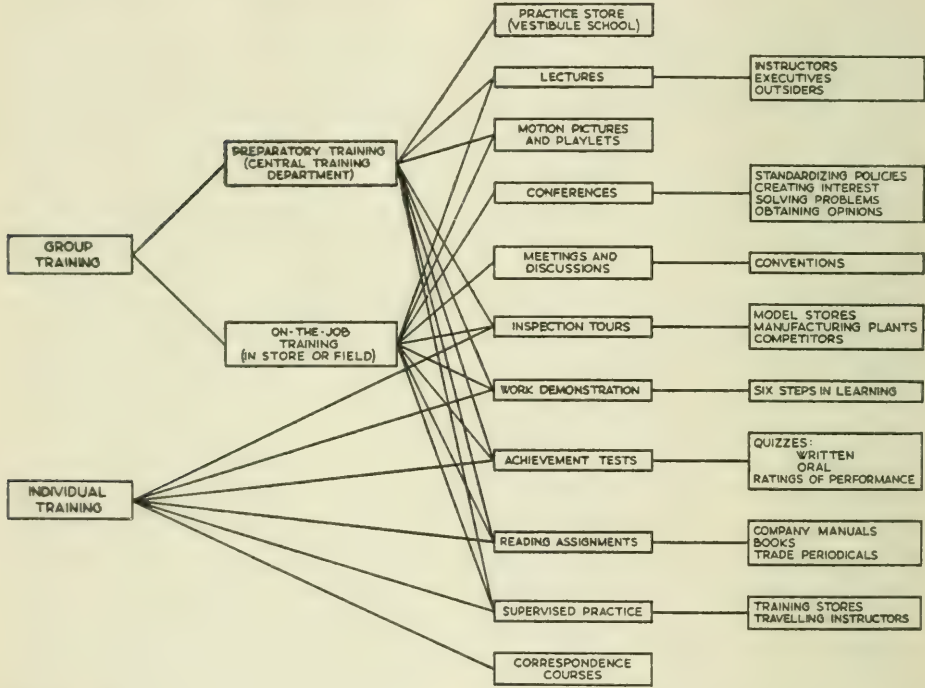 PRACTICE STORE
(VESTIBULE SCHOOL)
LECTURES
INSTRUCTORS
EXECUTIVES
OUTSIDERS
MOTION PICTURES
AND PLAYLETS
PREPARATORY TRAINING
(CENTRAL TRAINING
DEPARTMENT)
CONFERENCES
STANDARDIZING POLICIES
CREATING INTEREST
SOLVING PROBLEMS
OBTAINING OPINIONS
GROUP
TRAINING
MEETINGS AND
DISCUSSIONS
CONVENTIONS
ON-THE-JOB
TRAINING
(IN STORE OR FIELD)
INSPECTION TOURS
MODEL STORES
MANUFACTURING PLANTS
COMPETITORS
WORK DEMONSTRATION
SIX STEPS IN LEARNING
ACHIEVEMENT TESTS
QUIZZES:
WRITTEN
ORAL
RATINGS OF PERFORMANCE
INDIVIDUAL
TRAINING
READING ASSIGNMENTS
COMPANY MANUALS
BOOKS
TRADE PERIODICALS
SUPERVISED PRACTICE
TRAINING STORES
TRAVELLING INSTRUCTORS
CORRESPONDENCE
COURSES